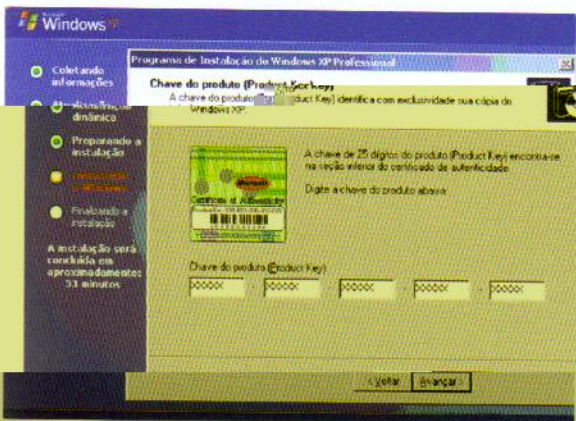 Windows xp
Coletando
informações
dinâmica
Preparando a
instalação
Finalizando a
instalação
A instalação será
concluída em
aproximadamente:
33 minutos
Programa de Instalação do Windows XP Professional
Chave do produto (Product
A chave do produto Key) identifica com exclusividade sua cópia do
Windows XP.
Certificate of Authenticity
A chave de 25 dígitos do produto (Product Key) encontra-se
na seção inferior do certificado de autenticidade.
Digite a chave do produto abaixo:
Chave do produto (Product Key)
XXXXX - XXXXX - XXXXX - XXXXX - XXXXX
< Voltar
Avançar >